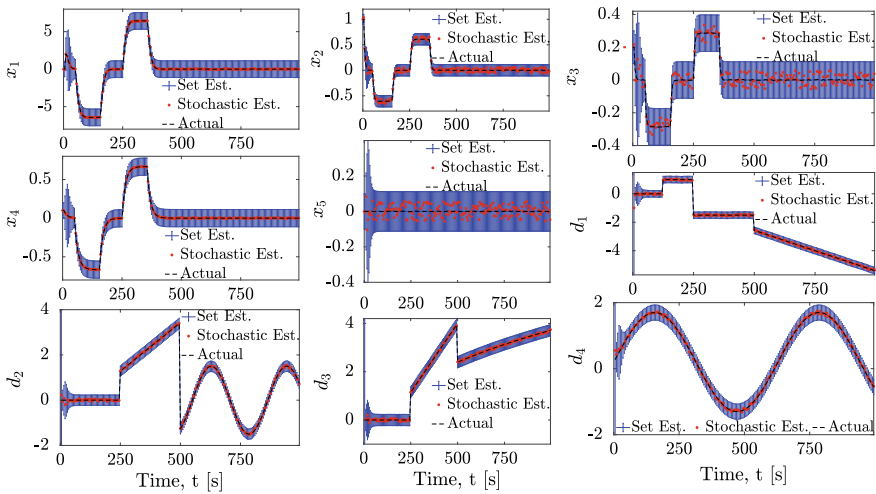 x1
5
0
-5
0 250 500 750
Set Est.
Stochastic Est.
Actual
x2
1
0.5
0
-0.5
0 250 500 750
Set Est.
Stochastic Est.
Actual
x3
0.4
0.2
0
-0.2
-0.4
0 250 500 750
Set Est.
Stochastic Est.
Actual
x4
0.5
0
-0.5
0 250 500 750
Set Est.
Stochastic Est.
Actual
x5
0.4
0.2
0
-0.2
-0.4
0 250 500 750
Set Est.
Stochastic Est.
Actual
d1
0
-2
-4
0 250 500 750
Set Est.
Stochastic Est.
Actual
d2
4
2
0
-2
0 250 500 750
Time, t [s]
Set Est.
Stochastic Est.
Actual
d3
4
2
0
0 250 500 750
Time, t [s]
Set Est.
Stochastic Est.
Actual
d4
2
0
-2
0 250 500 750
Time, t [s]
Set Est. Stochastic Est. Actual